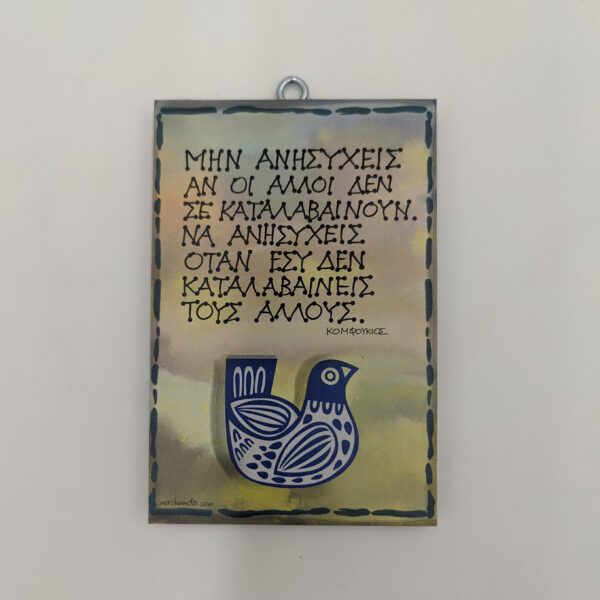 ΜΗΝ ΑΝΗΣΥΧΕΙΣ
ΑΝ ΟΙ ΑΛΛΟΙ ΔΕΝ
ΣΕ ΚΑΤΑΛΑΒΑΙΝΟΥΝ.
ΝΑ ΑΝΗΣΥΧΕΙΣ
ΟΤΑΝ ΕΣΥ ΔΕΝ
ΚΑΤΑΛΑΒΑΙΝΕΙΣ
ΤΟΥΣ ΑΛΛΟΥΣ.
ΚΟΜΦΟΥΚΙΟΣ